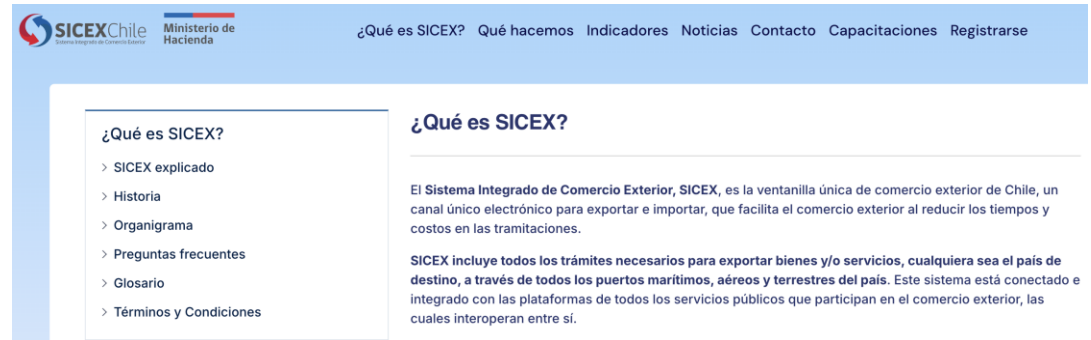 SICEXChile
Sistema Integrado de Comercio Exterior
Ministerio de
Hacienda
¿Qué es SICEX? Qué hacemos Indicadores Noticias Contacto Capacitaciones Registrarse
¿Qué es SICEX?
> SICEX explicado
> Historia
> Organigrama
> Preguntas frecuentes
> Glosario
> Términos y Condiciones
¿Qué es SICEX?
El Sistema Integrado de Comercio Exterior, SICEX, es la ventanilla única de comercio exterior de Chile, un
canal único electrónico para exportar e importar, que facilita el comercio exterior al reducir los tiempos y
costos en las tramitaciones.
SICEX incluye todos los trámites necesarios para exportar bienes y/o servicios, cualquiera sea el país de
destino, a través de todos los puertos marítimos, aéreos y terrestres del país. Este sistema está conectado e
integrado con las plataformas de todos los servicios públicos que participan en el comercio exterior, las
cuales interoperan entre sí.